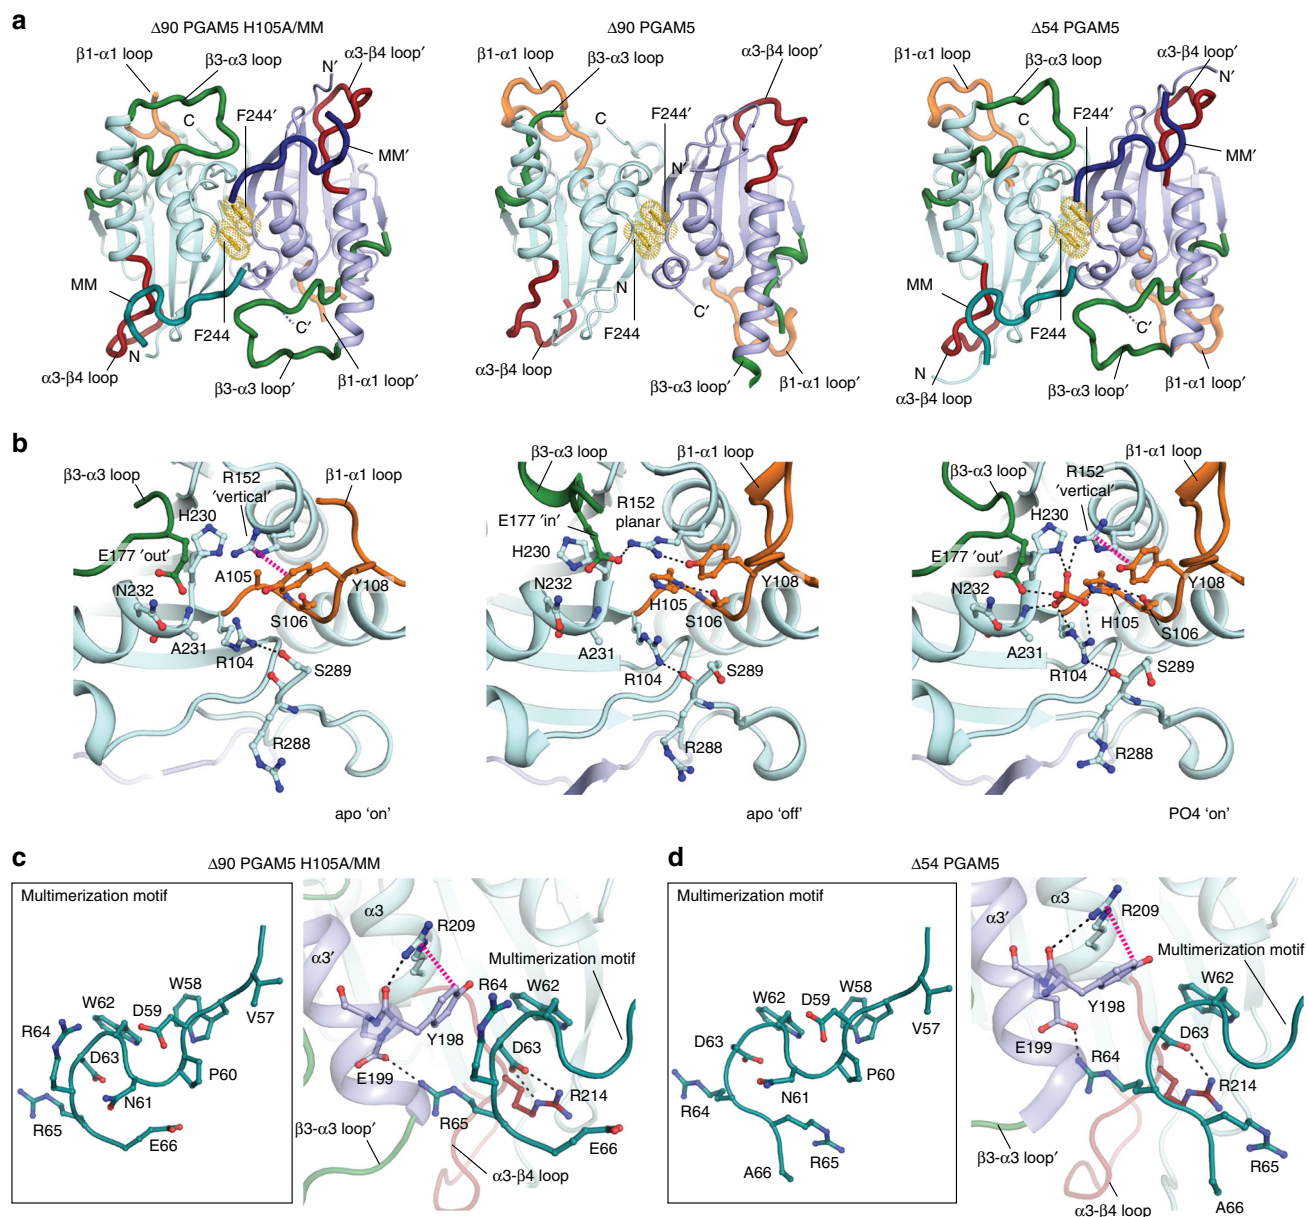 a
Δ90 PGAM5 H105A/MM
β1-α1 loop
β3-α3 loop
α3-β4 loop′
N′
C
F244′
MM′
MM
N
F244
C′
α3-β4 loop
β3-α3 loop′
β1-α1 loop′
Δ90 PGAM5
β1-α1 loop
β3-α3 loop
α3-β4 loop′
C
F244′
N′
N
C′
α3-β4 loop
F244
β3-α3 loop′
β1-α1 loop′
Δ54 PGAM5
β1-α1 loop
β3-α3 loop
α3-β4 loop′
N′
C
F244′
MM′
MM
F244
C′
N
α3-β4 loop
β3-α3 loop′
β1-α1 loop′
b
β3-α3 loop
R152
'vertical'
β1-α1 loop
H230
E177 'out'
A105
N232
Y108
S106
A231
R104
S289
R288
apo 'on'
β3-α3 loop
β1-α1 loop
R152
planar
E177 'in'
H230
N232
Y108
H105
S106
A231
R104
S289
R288
apo 'off'
β1-α1 loop
β3-α3 loop
R152
'vertical'
H230
E177 'out'
N232
Y108
H105
S106
A231
R104
S289
R288
PO4 'on'
c
Δ90 PGAM5 H105A/MM
Multimerization motif
W58
W62
D59
V57
R64
D63
P60
N61
R65
E66
α3
R209
α3′
Multimerization motif
R64
W62
Y198
D63
E199
R214
R65
β3-α3 loop′
E66
α3-β4 loop
d
Δ54 PGAM5
Multimerization motif
W58
W62
D59
V57
D63
P60
N61
R64
R65
A66
α3
R209
α3′
Multimerization motif
W62
Y198
D63
E199
R64
R214
β3-α3 loop′
R65
A66
α3-β4 loop